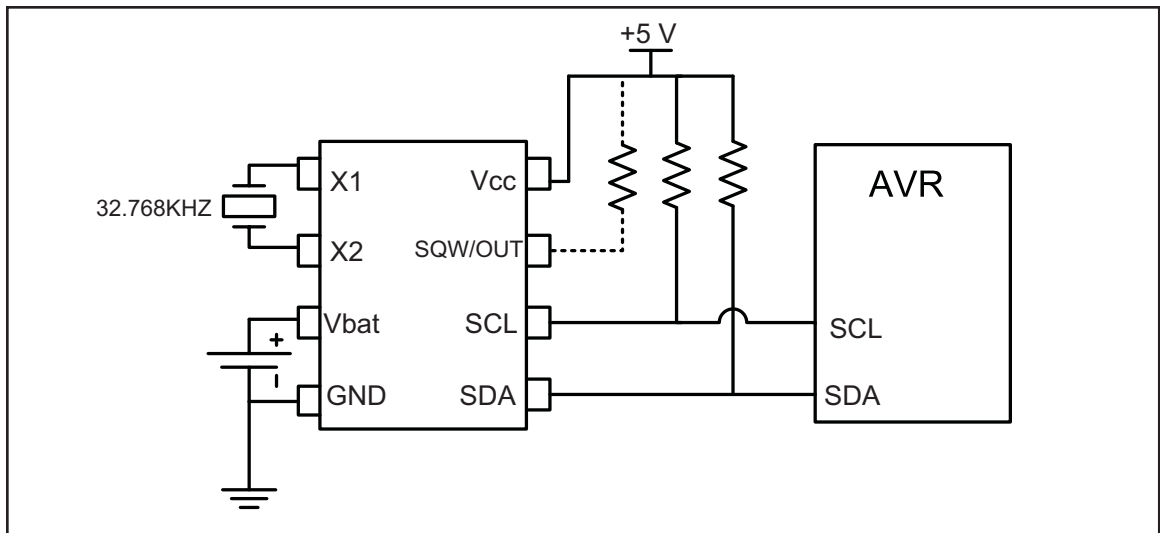 +5 V
X1
Vcc
AVR
32.768KHZ
X2
SQW/OUT
Vbat
SCL
SCL
+
-
GND
SDA
SDA